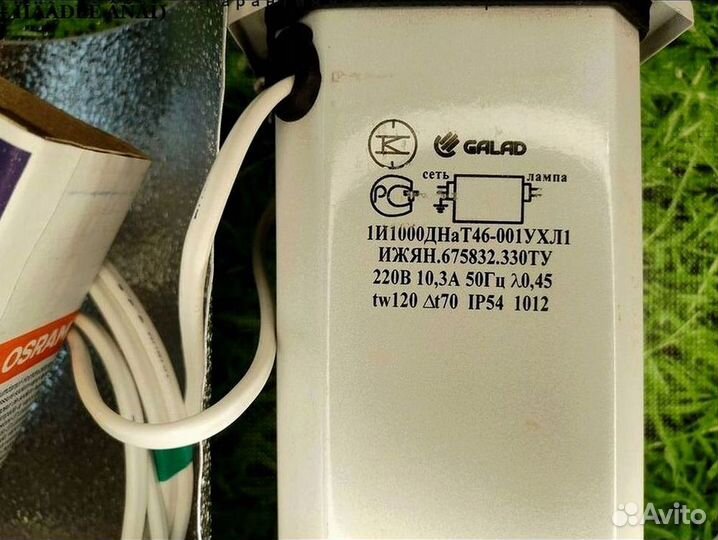 GALAD
сеть лампа
РС
1И1000ДНаТ46-001УХЛ1
ИЖЯН.675832.330ТУ
220В 10,3А 50Гц λ0,45
tw120 Δt70 IP54 1012
OSRAM
Avito